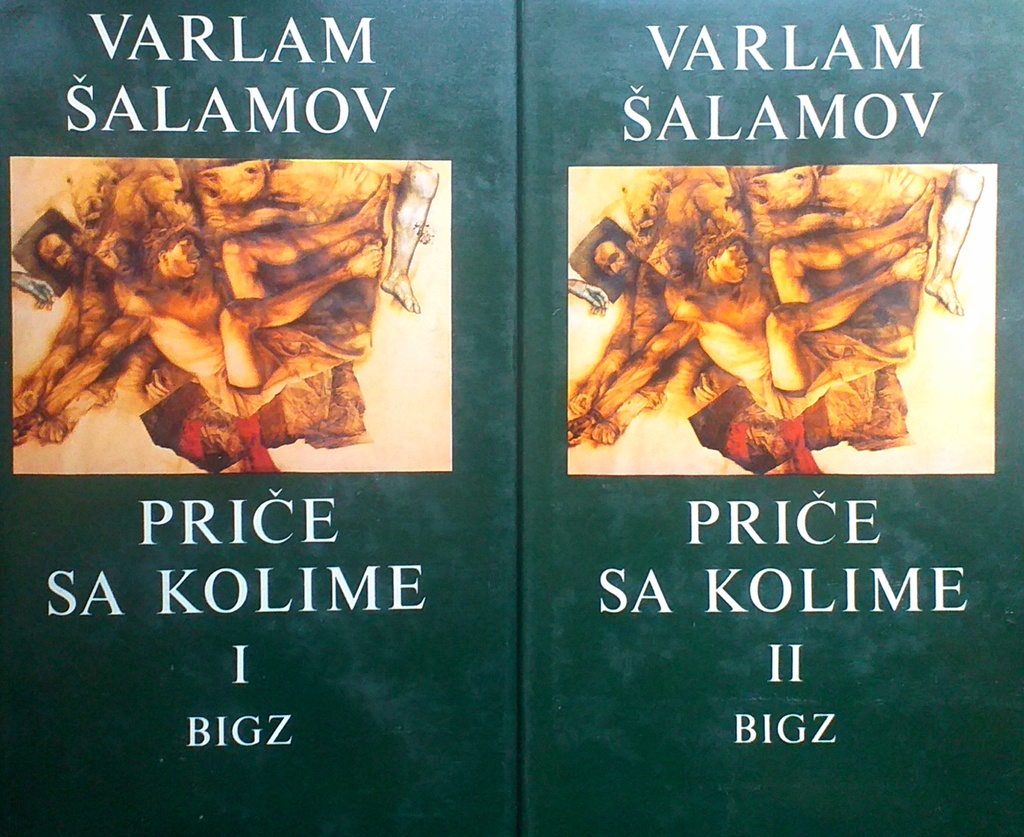 VARLAM
ŠALAMOV
PRIČE
SA KOLIME
I
BIGZ
VARLAM
ŠALAMOV
PRIČE
SA KOLIME
II
BIGZ